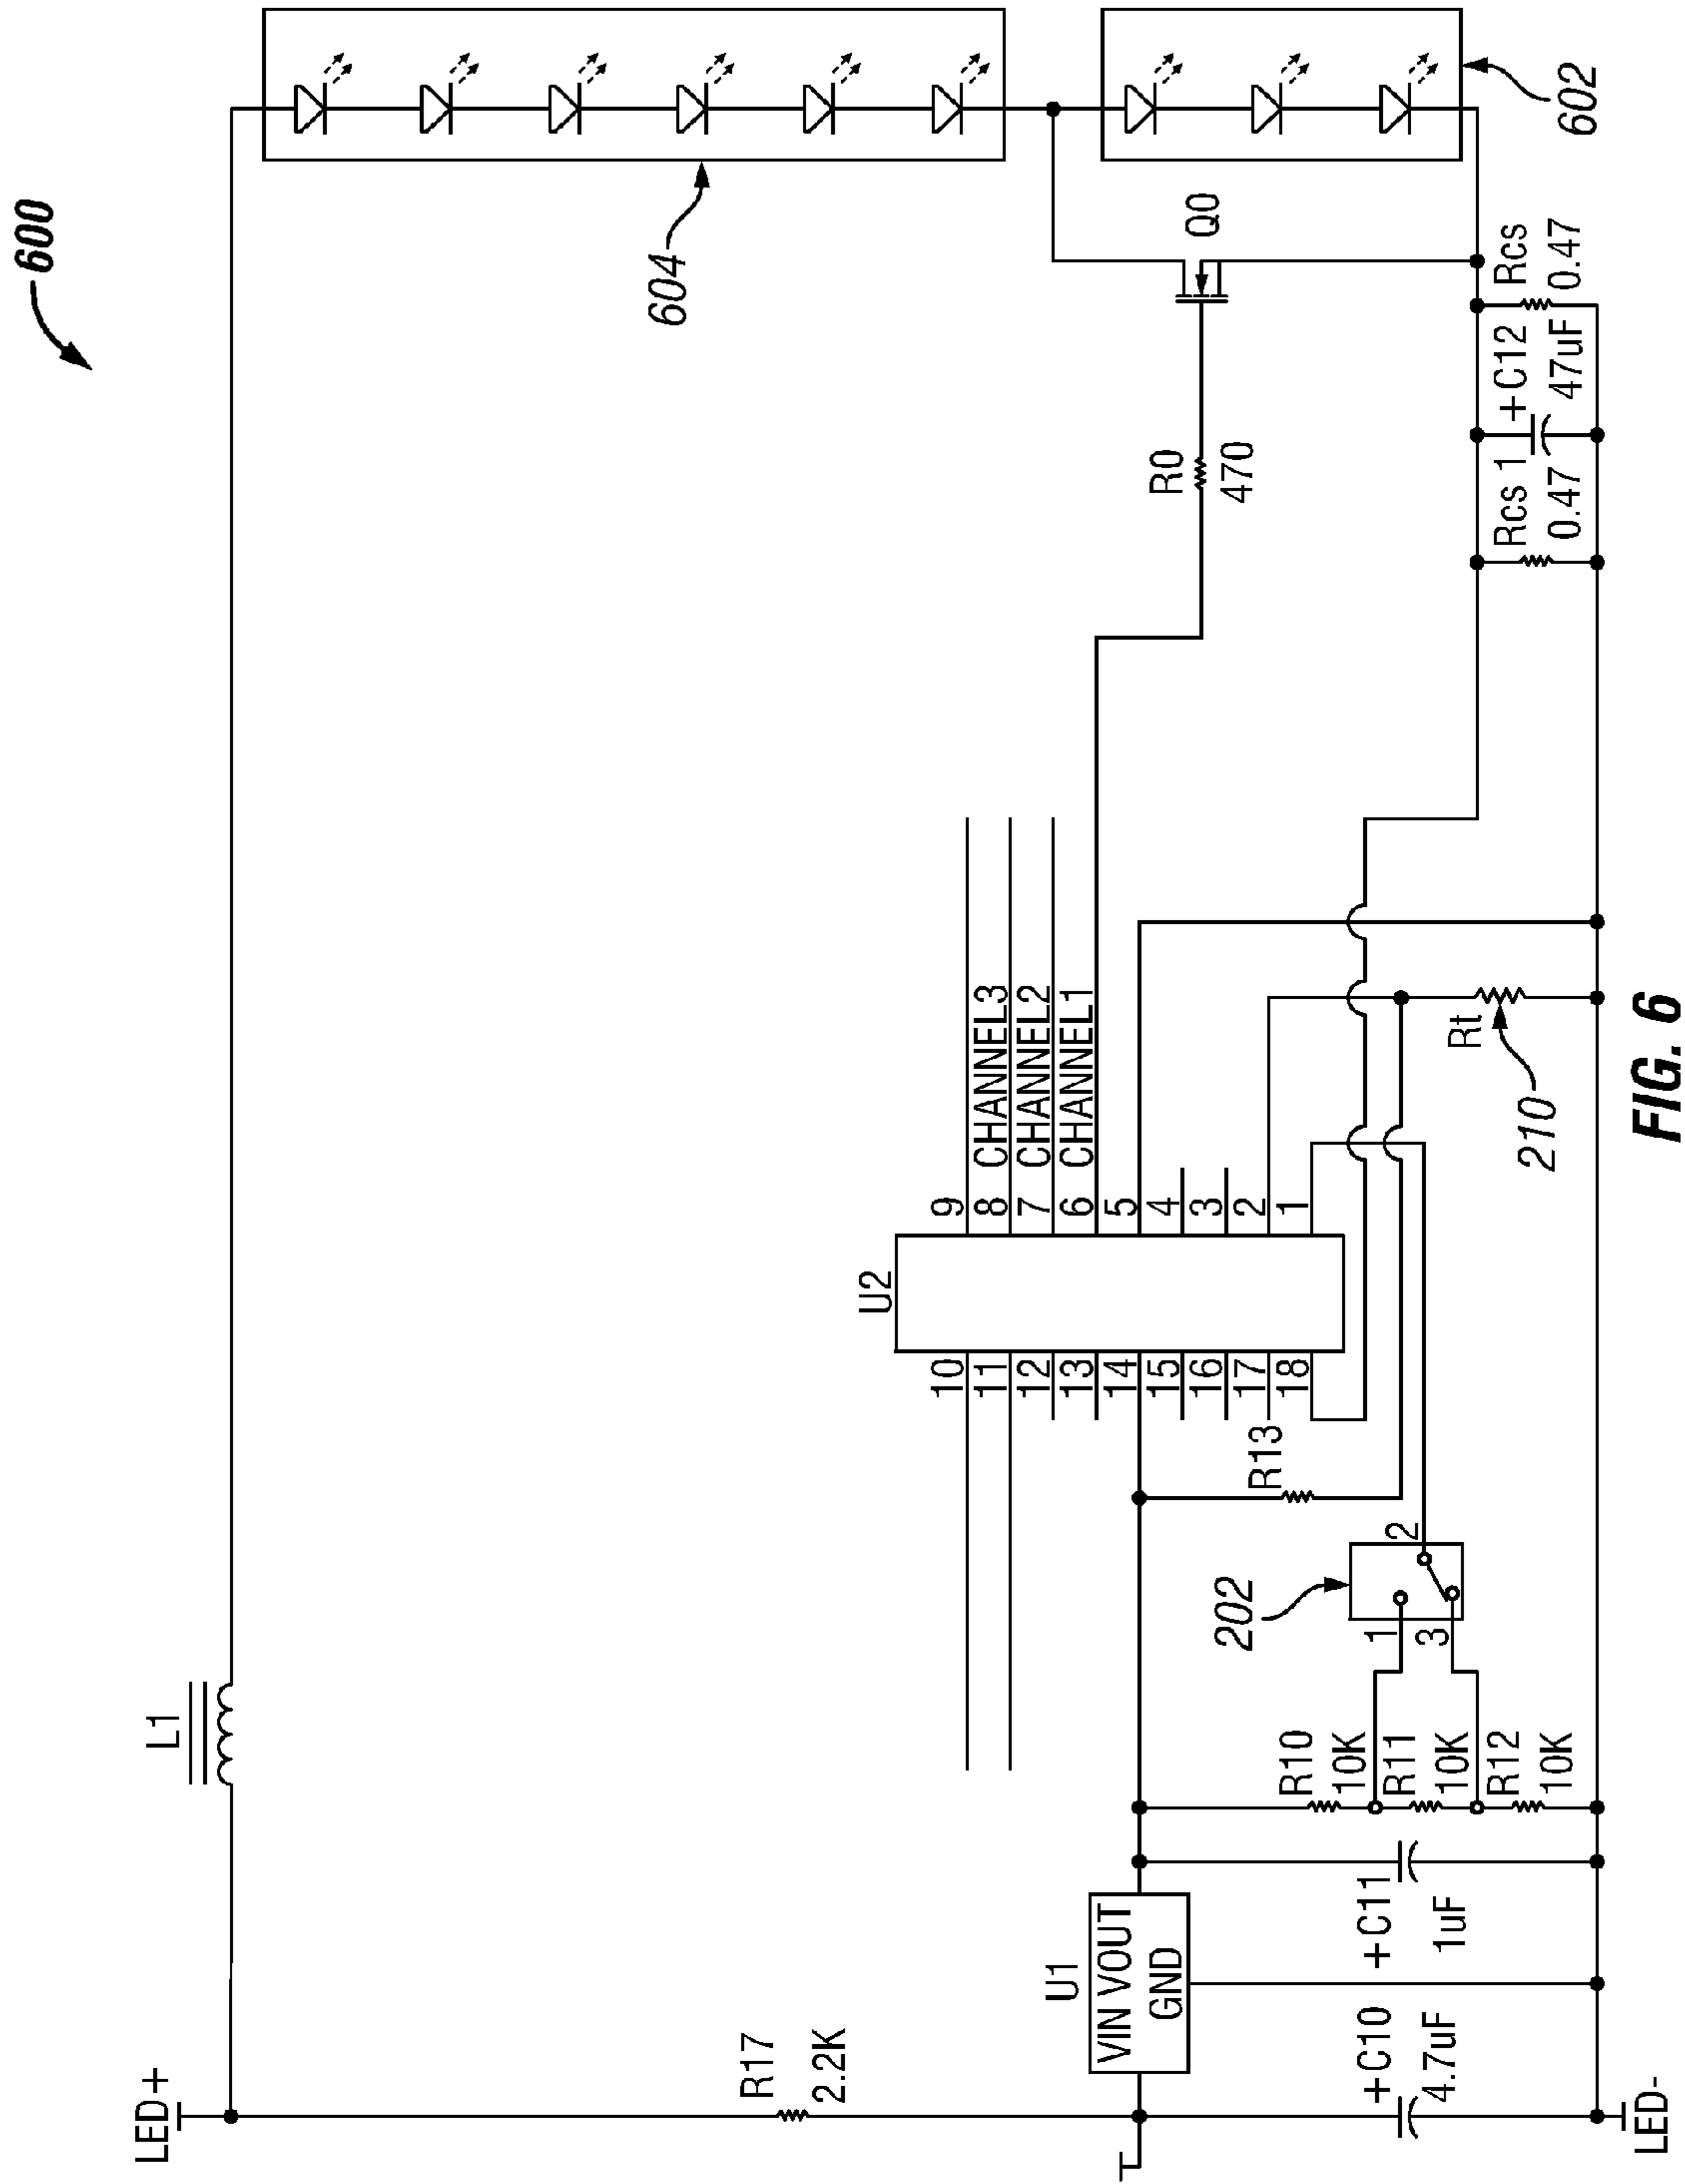 600
LED+
L1
604
602
R17
2.2K
U1
VIN VOUT
GND
+C10
4.7uF
+C11
1uF
R10
10K
R11
10K
R12
10K
202
1
3
2
R13
U2
10
11
12
13
14
15
16
17
18
9
8 CHANNEL3
7 CHANNEL2
6 CHANNEL1
5
4
3
2
1
Rt
210
R0
470
Q0
Rcs 1
0.47
+C12
47uF
Rcs
0.47
LED-
FIG. 6